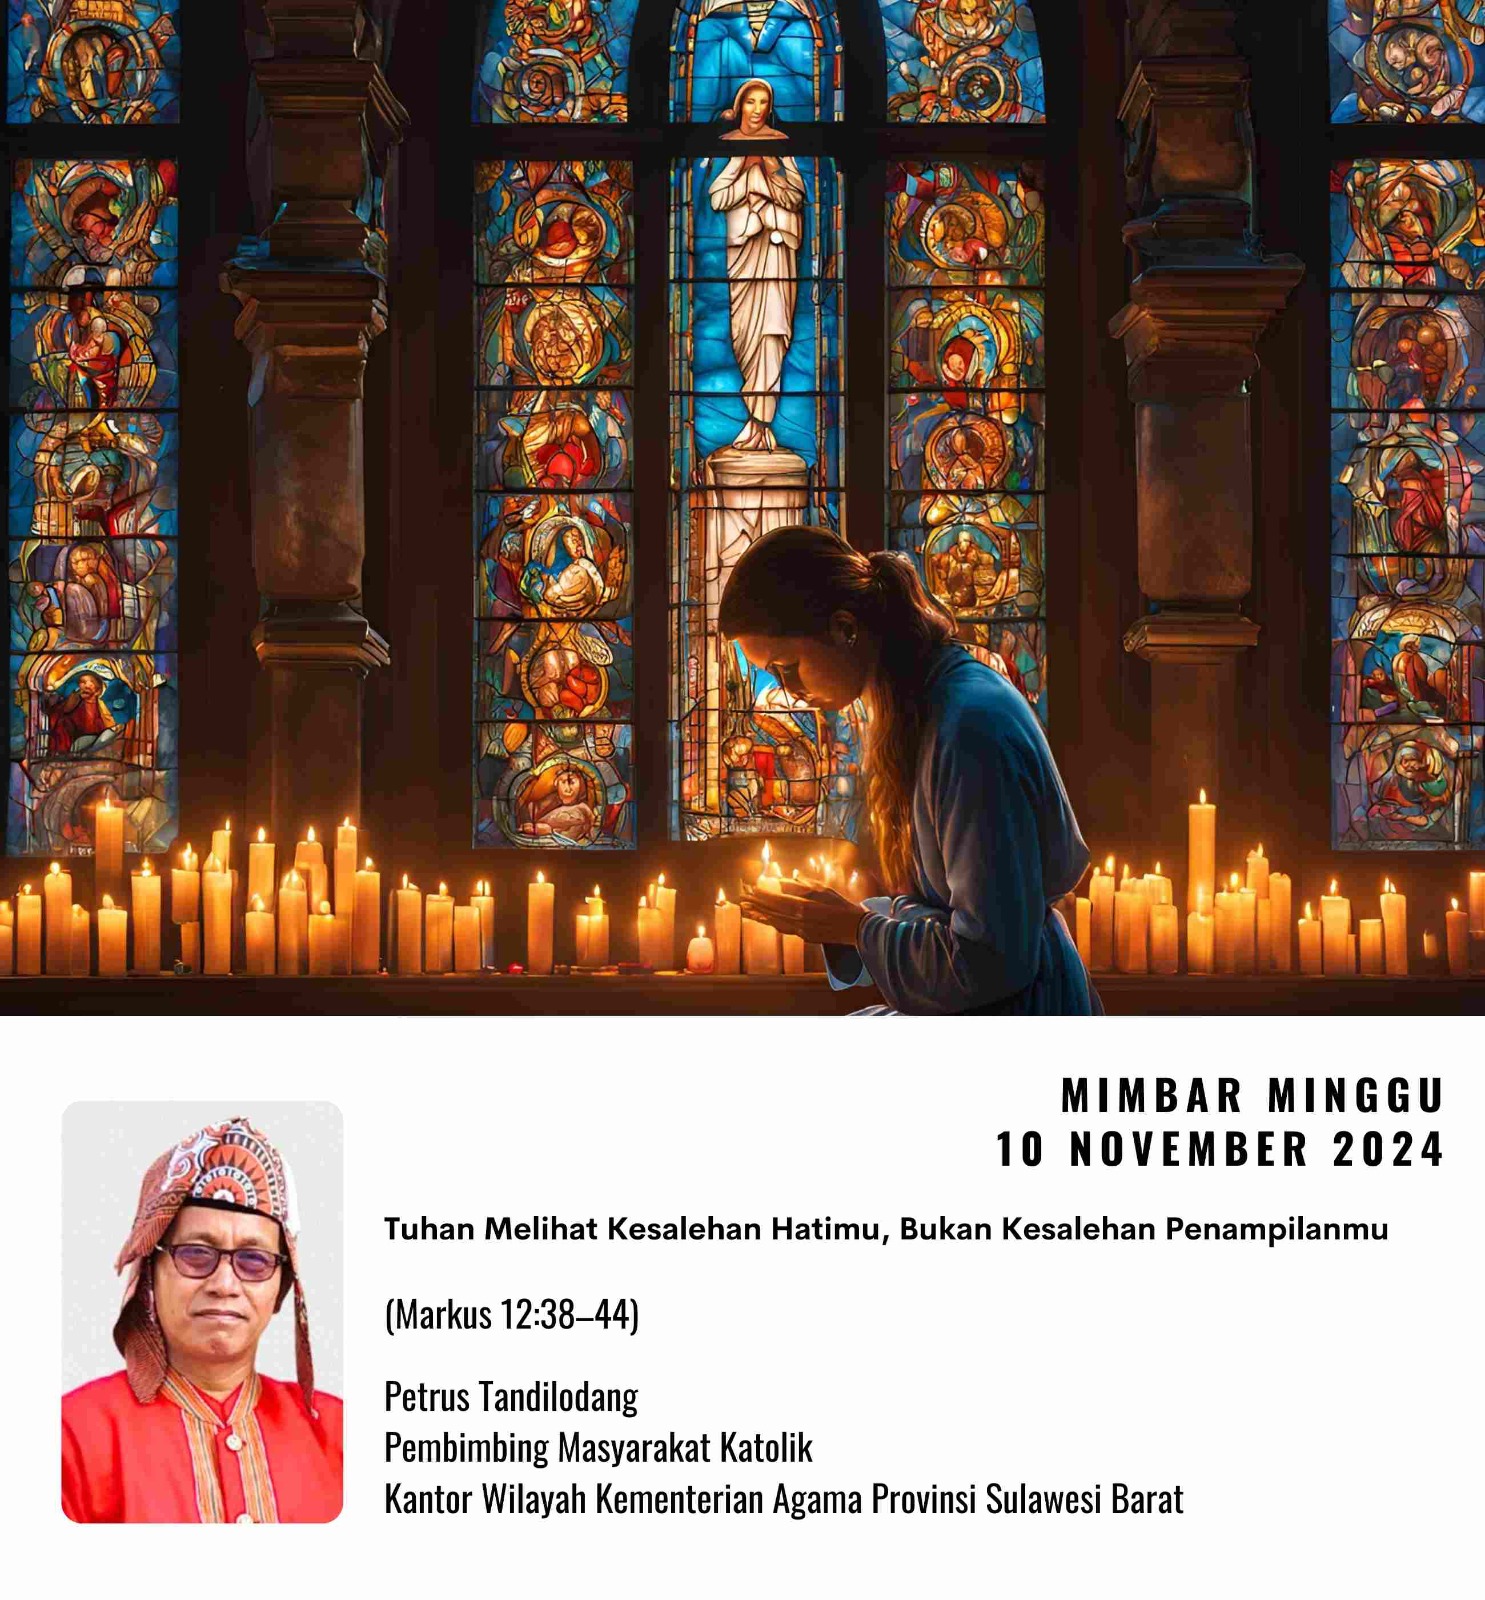 MIMBAR MINGGU
10 NOVEMBER 2024
Tuhan Melihat Kesalehan Hatimu, Bukan Kesalehan Penampilanmu
(Markus 12:38–44)
Petrus Tandilodang
Pembimbing Masyarakat Katolik
Kantor Wilayah Kementerian Agama Provinsi Sulawesi Barat